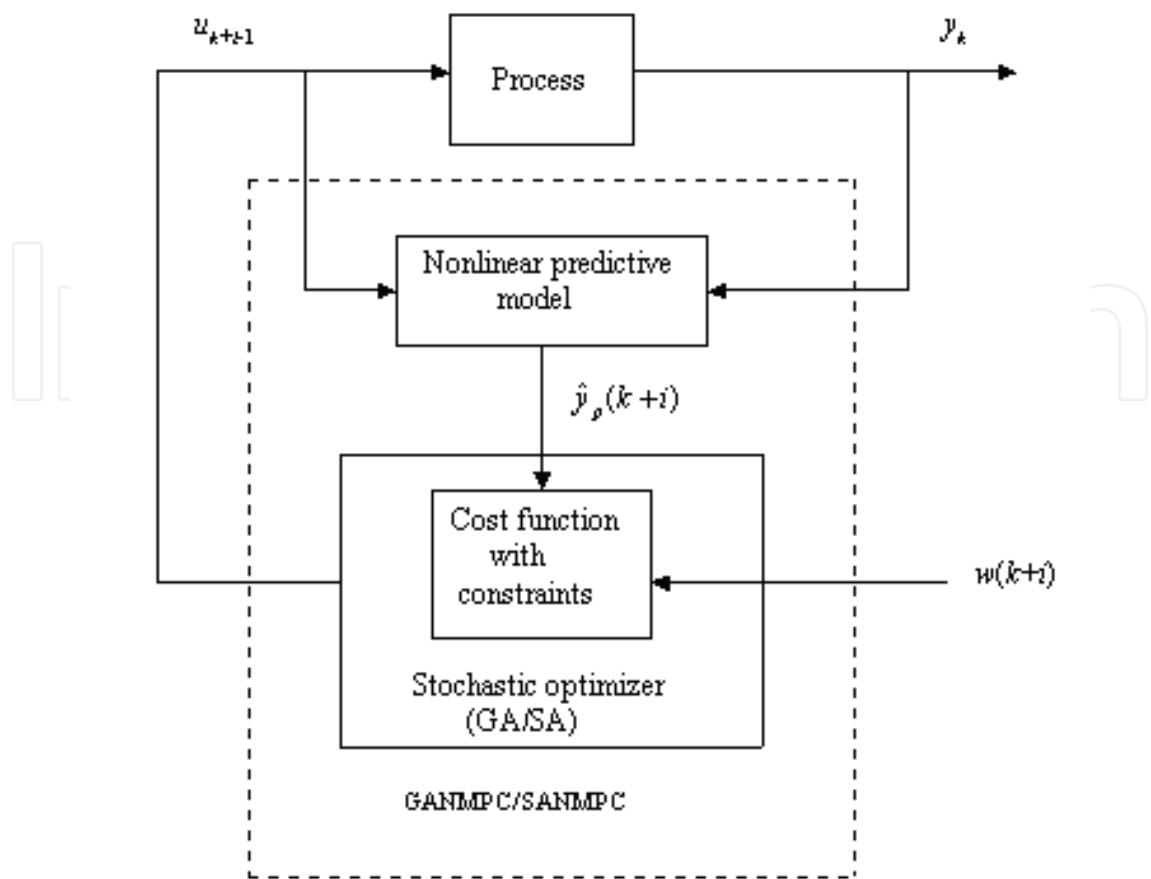 u_{k+i-1}
y_k
Process
Nonlinear predictive
model
ŷ_p(k+i)
Cost function
with
constraints
w(k+i)
Stochastic optimizer
(GA/SA)
GANMPC/SANMPC